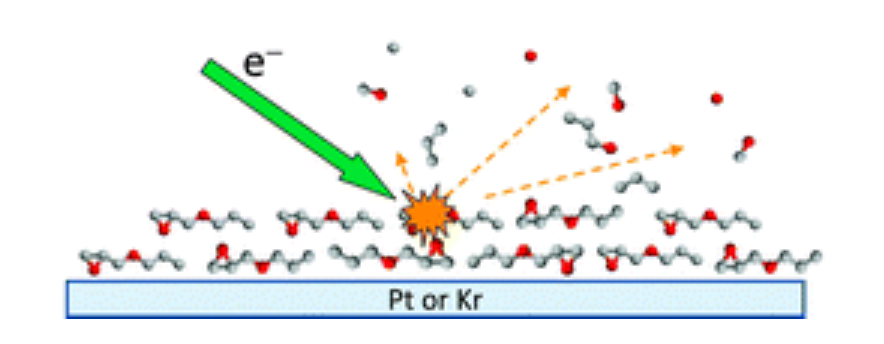 e⁻
Pt or Kr